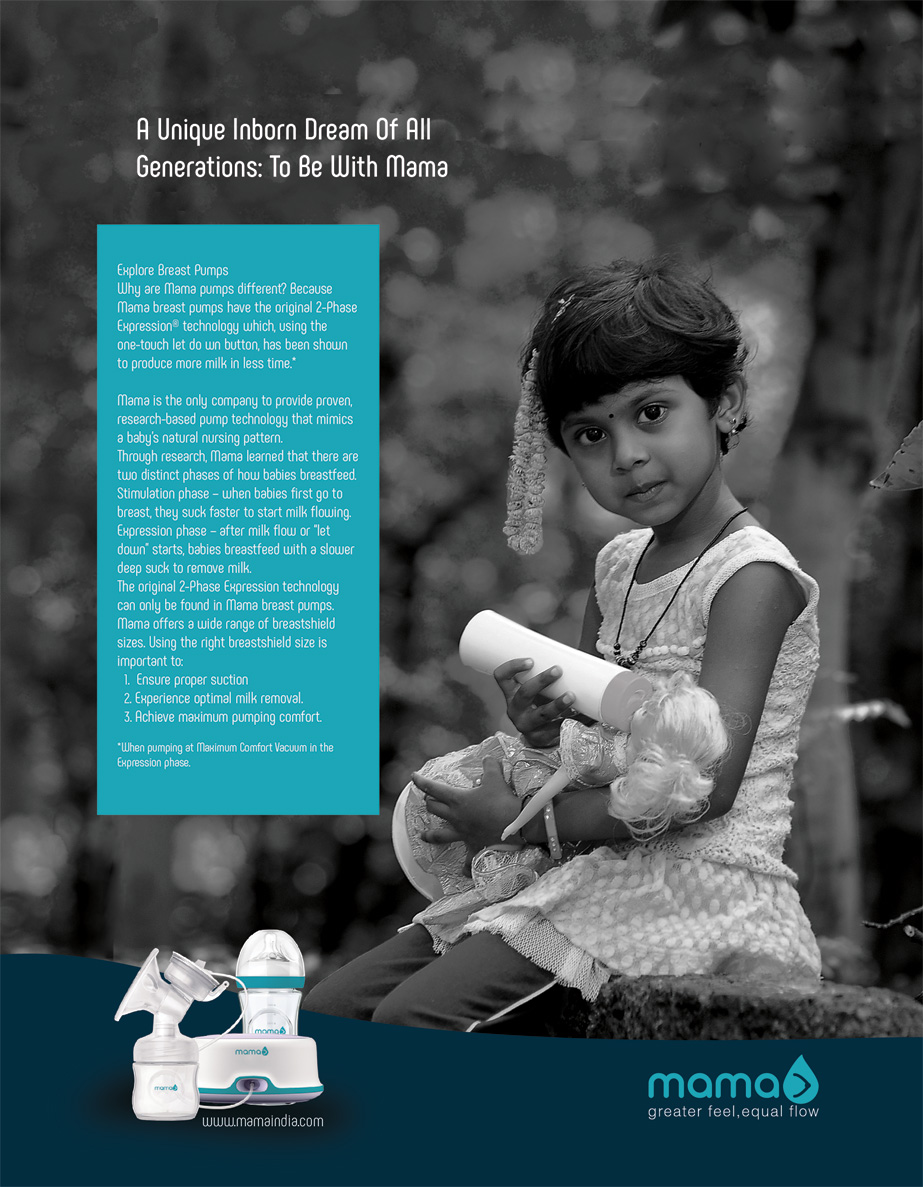 A Unique Inborn Dream Of All
Generations: To Be With Mama
Explore Breast Pumps
Why are Mama pumps different? Because
Mama breast pumps have the original 2-Phase
Expression® technology which, using the
one-touch let do wn button, has been shown
to produce more milk in less time.*
Mama is the only company to provide proven,
research-based pump technology that mimics
a baby's natural nursing pattern.
Through research, Mama learned that there are
two distinct phases of how babies breastfeed.
Stimulation phase – when babies first go to
breast, they suck faster to start milk flowing.
Expression phase – after milk flow or "let
down" starts, babies breastfeed with a slower
deep suck to remove milk.
The original 2-Phase Expression technology
can only be found in Mama breast pumps.
Mama offers a wide range of breastshield
sizes. Using the right breastshield size is
important to:
1. Ensure proper suction
2. Experience optimal milk removal.
3. Achieve maximum pumping comfort.
*When pumping at Maximum Comfort Vacuum in the
Expression phase.
mama
mama
mama
www.mamaindia.com
mama
greater feel,equal flow